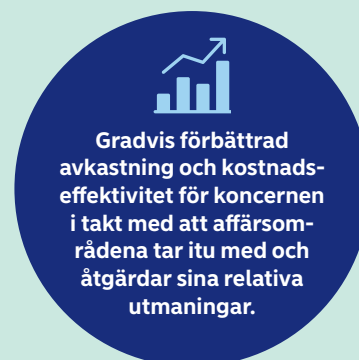 Gradvis förbättrad
avkastning och kostnads-
effektivitet för koncernen
i takt med att affärsom-
rådena tar itu med och
åtgärdar sina relativa
utmaningar.